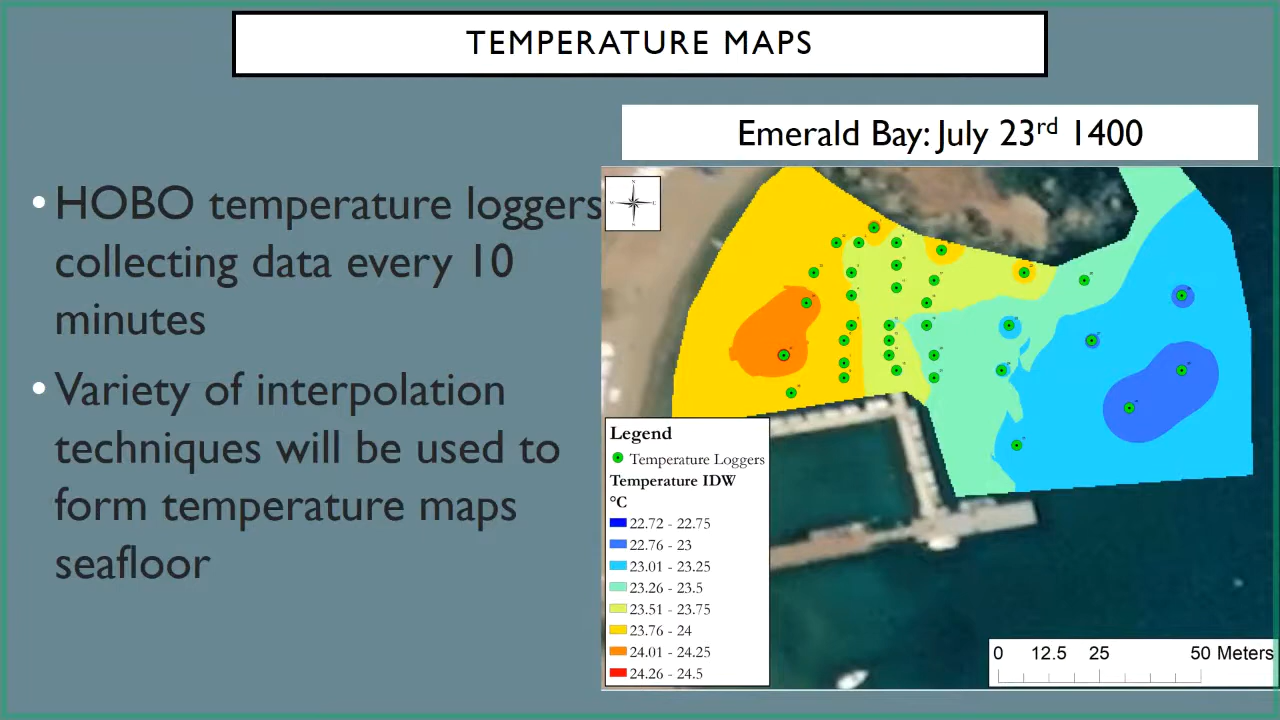 TEMPERATURE MAPS
Emerald Bay: July 23rd 1400
• HOBO temperature loggers
collecting data every 10
minutes
• Variety of interpolation
techniques will be used to
form temperature maps
seafloor
Legend
Temperature Loggers
Temperature IDW
°C
22.72 - 22.75
22.76 - 23
23.01 - 23.25
23.26 - 23.5
23.51 - 23.75
23.76 - 24
24.01 - 24.25
24.26 - 24.5
0 12.5 25 50 Meters